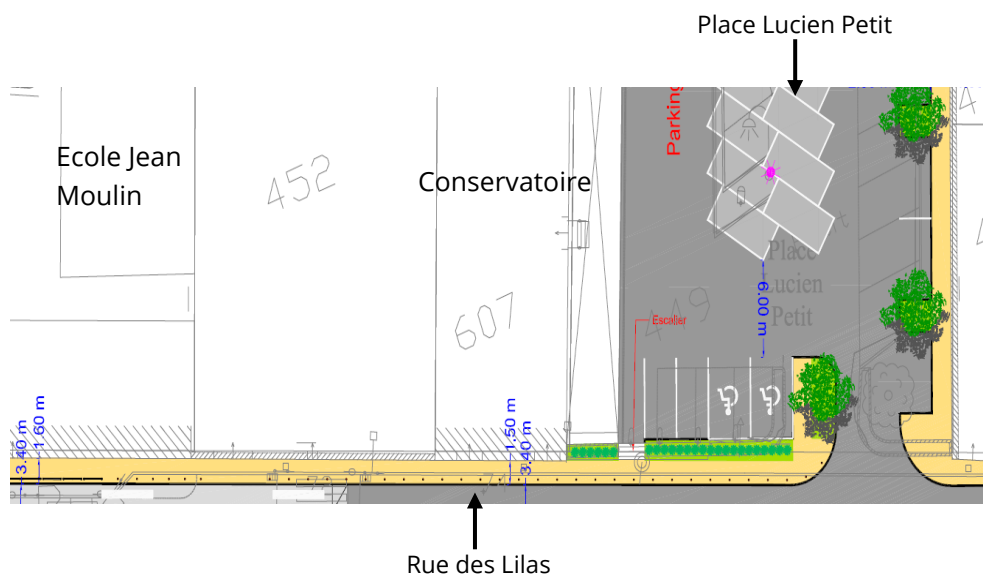 Place Lucien Petit
Parking
Ecole Jean
Moulin
452
Conservatoire
Place
Lucien
Petit
6.00 m
449
Escalier
607
3.40 m
1.60 m
1.50 m
3.40 m
Rue des Lilas